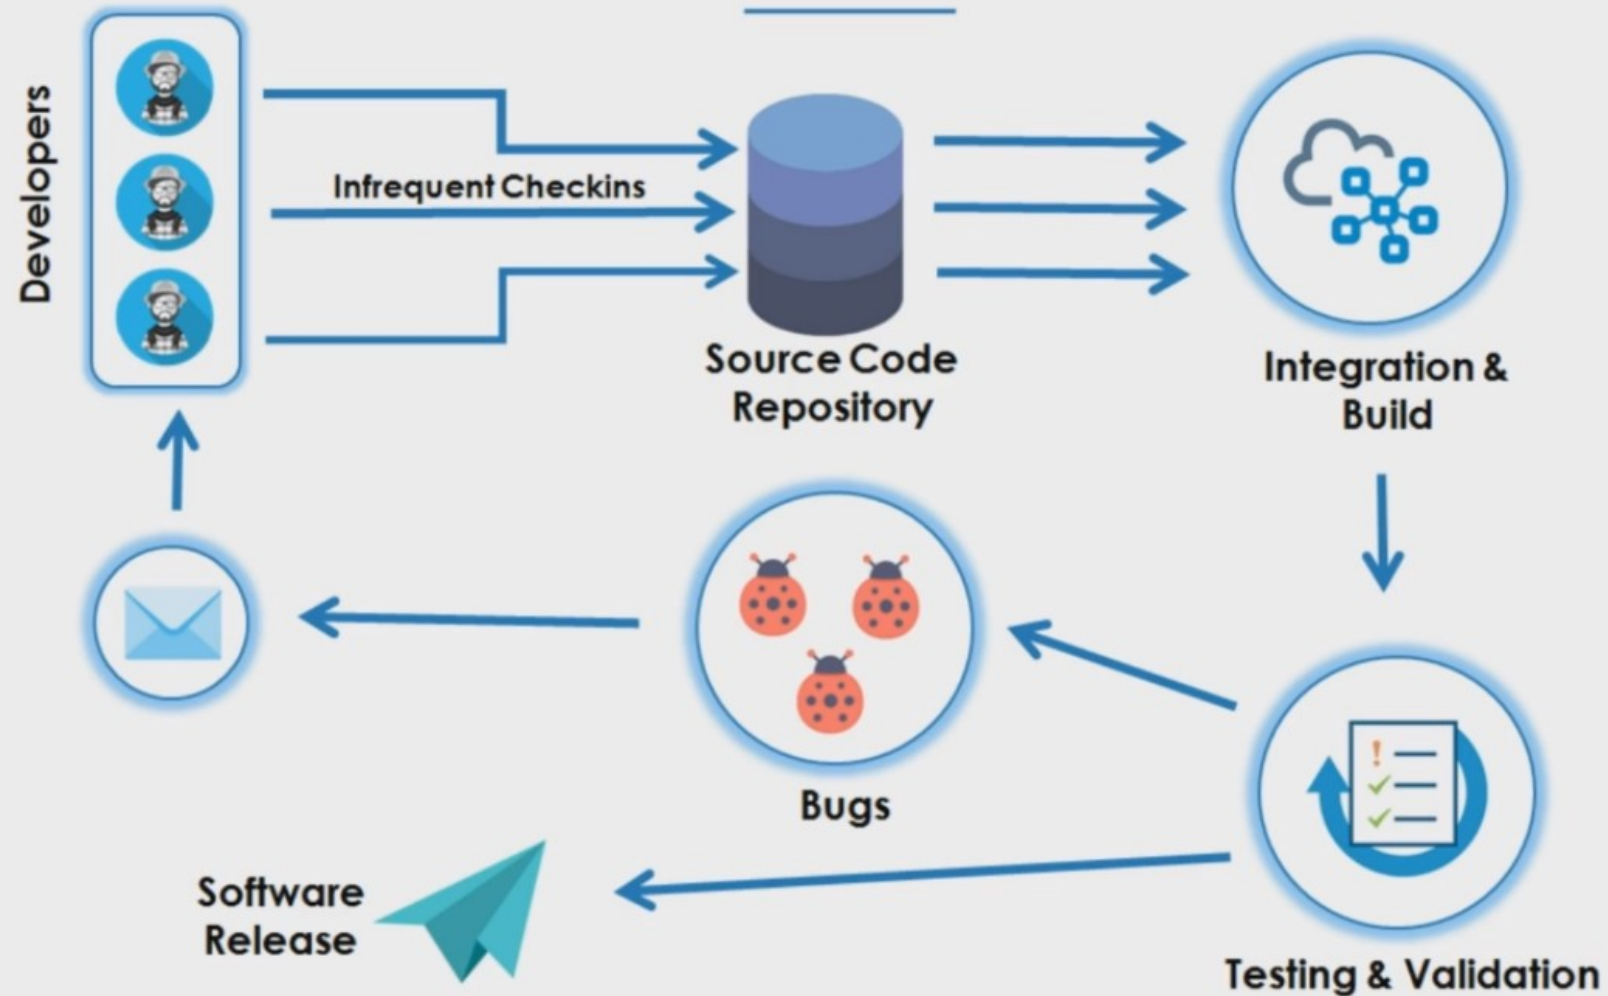 Developers
Infrequent Checkins
Source Code
Repository
Integration &
Build
Bugs
Software
Release
Testing & Validation